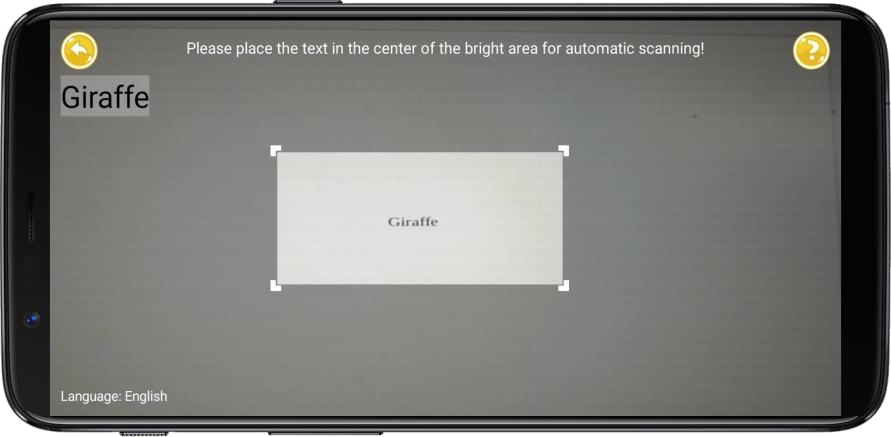 Please place the text in the center of the bright area for automatic scanning!
?
Giraffe
Giraffe
Language: English